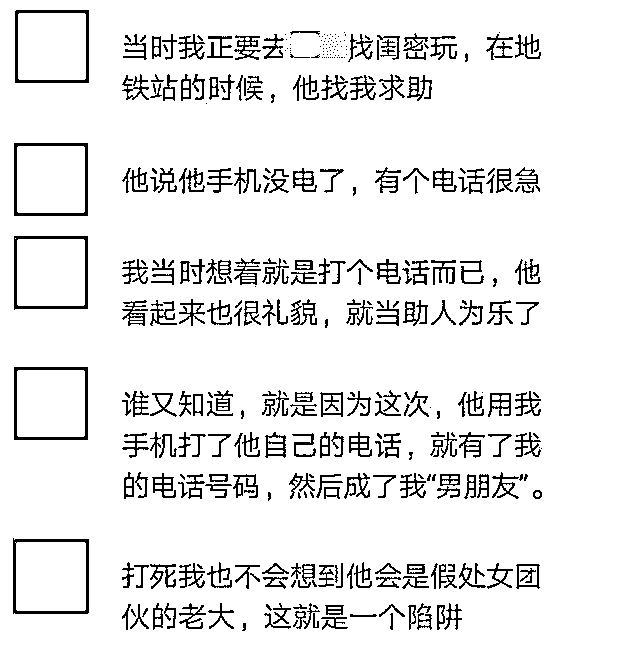 当时我正要去找闺密玩，在地
铁站的时候，他找我求助
他说他手机没电了，有个电话很急
我当时想着就是打个电话而已，他
看起来也很礼貌，就当助人为乐了
谁又知道，就是因为这次，他用我
手机打了他自己的电话，就有了我
的电话号码，然后成了我“男朋友”。
打死我也不会想到他会是假处女团
伙的老大，这就是一个陷阱